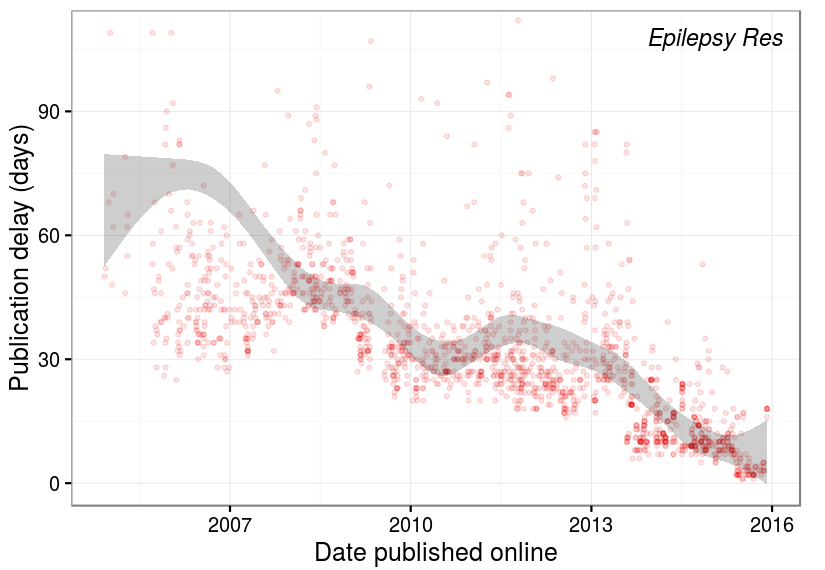 Epilepsy Res
Publication delay (days)
90
60
30
0
2007 2010 2013 2016
Date published online